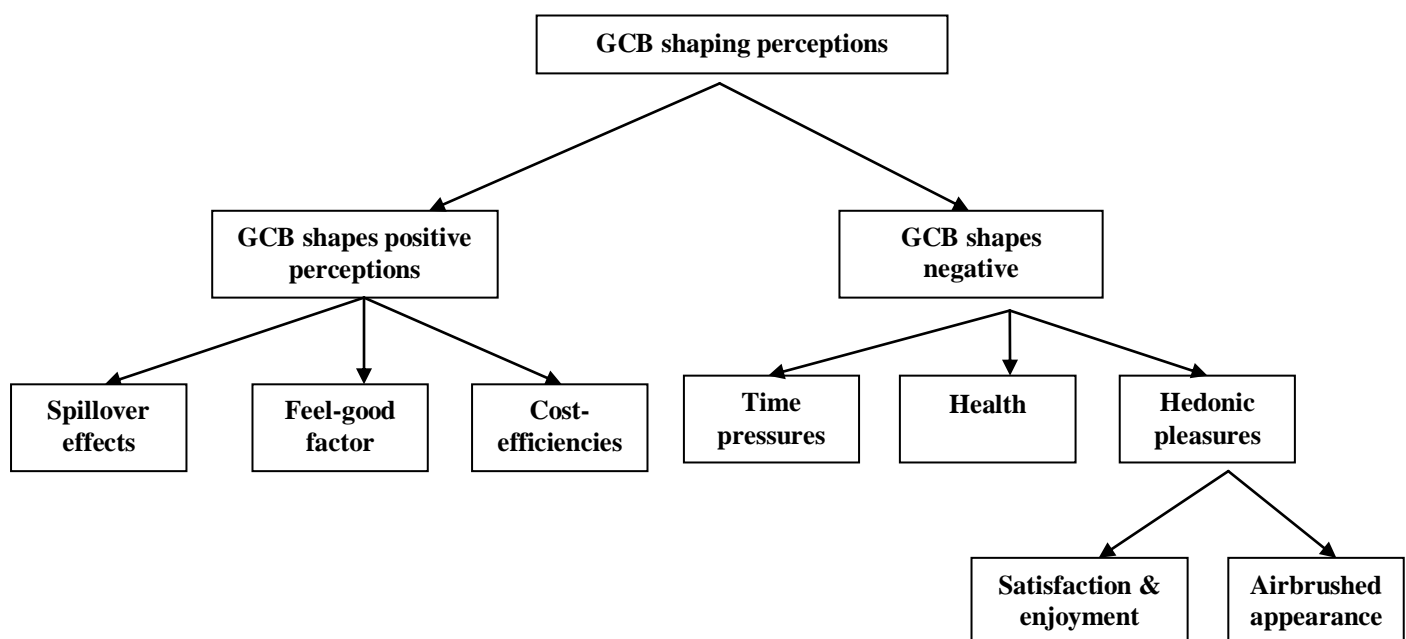 GCB shaping perceptions
GCB shapes positive
perceptions
GCB shapes
negative
Spillover
effects
Feel-good
factor
Cost-
efficiencies
Time
pressures
Health
Hedonic
pleasures
Satisfaction &
enjoyment
Airbrushed
appearance